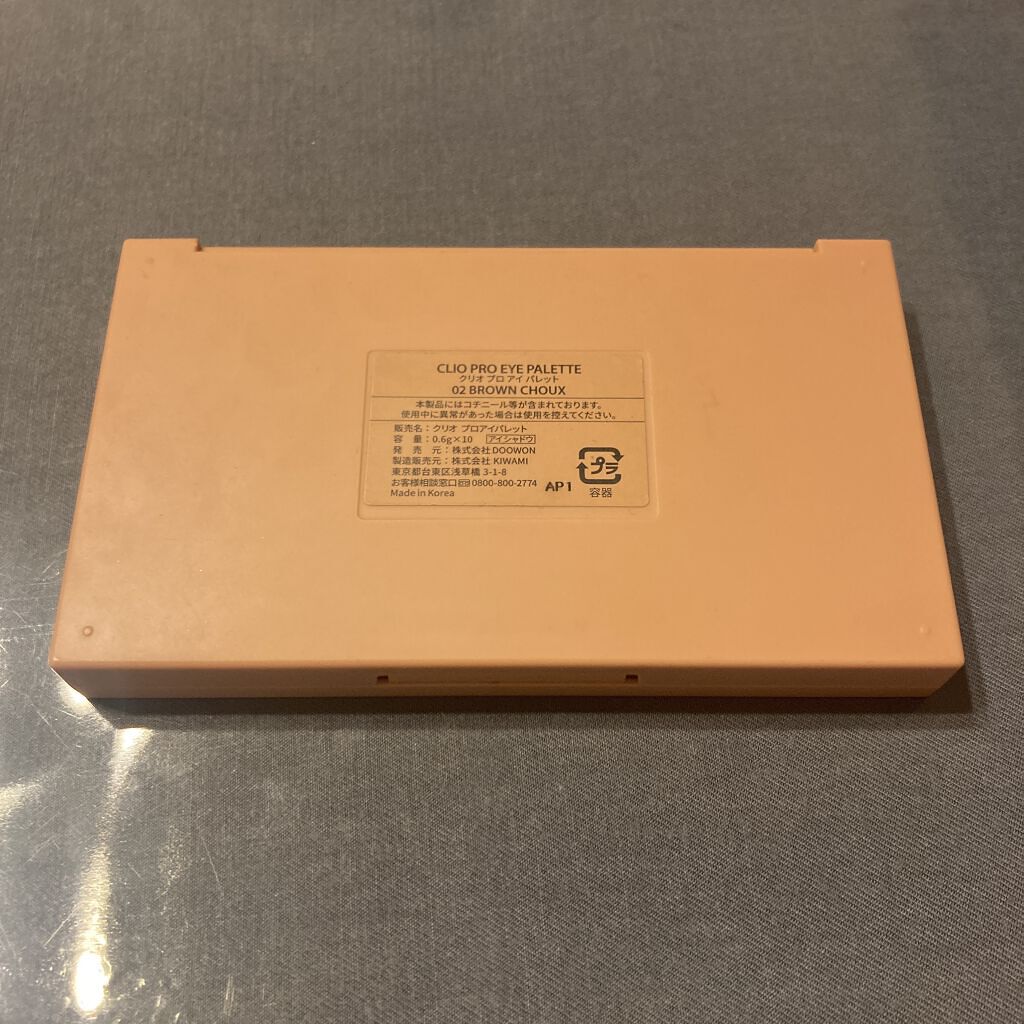 CLIO PRO EYE PALETTE
クリオ プロ アイ パレット
02 BROWN CHOUX
本製品にはコチニール等が含まれております。
使用中に異常があった場合は使用を控えてください。
販売名：クリオ プロアイパレット
容　量：0.6g×10 アイシャドウ
発　売　元：株式会社 DOOWON
製造販売元：株式会社 KIWAMI
東京都台東区浅草橋 3-1-8
お客様相談窓口 0800-800-2774
Made in Korea
AP1
プラ
容器